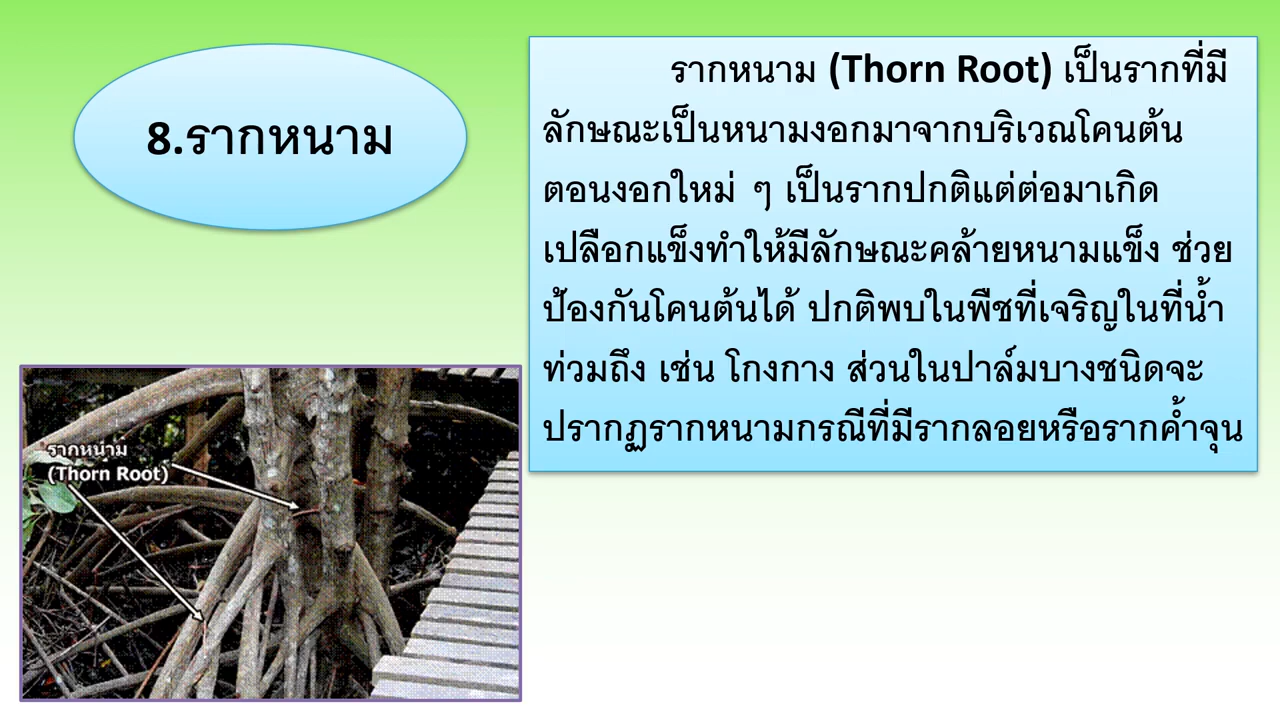 8.รากหนาม
รากหนาม (Thorn Root) เป็นรากที่มี
ลักษณะเป็นหนามงอกมาจากบริเวณโคนต้น
ตอนงอกใหม่ ๆ เป็นรากปกติแต่ต่อมาเกิด
เปลือกแข็งทำให้มีลักษณะคล้ายหนามแข็ง ช่วย
ป้องกันโคนต้นได้ ปกติพบในพืชที่เจริญในที่น้ำ
ท่วมถึง เช่น โกงกาง ส่วนในปาล์มบางชนิดจะ
ปรากฏรากหนามกรณีที่มีรากลอยหรือรากค้ำจุน
รากหนาม
(Thorn Root)